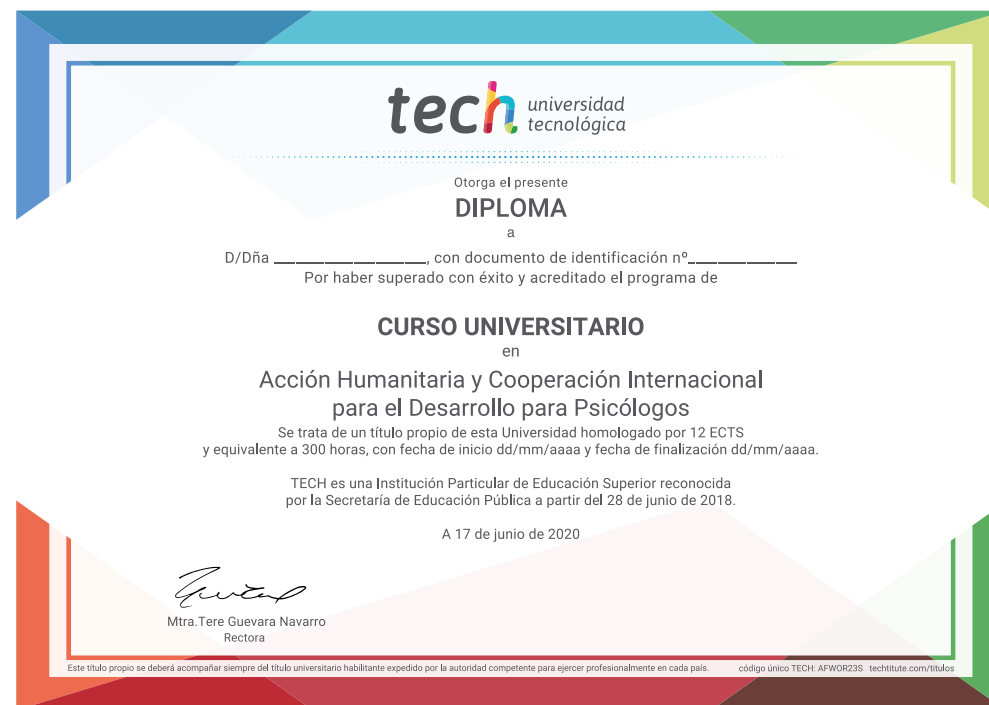 tech universidad
tecnológica
Otorga el presente
DIPLOMA
a
D/Dña ____________________, con documento de identificación nº______________
Por haber superado con éxito y acreditado el programa de
CURSO UNIVERSITARIO
en
Acción Humanitaria y Cooperación Internacional
para el Desarrollo para Psicólogos
Se trata de un título propio de esta Universidad homologado por 12 ECTS
y equivalente a 300 horas, con fecha de inicio dd/mm/aaaa y fecha de finalización dd/mm/aaaa.
TECH es una Institución Particular de Educación Superior reconocida
por la Secretaría de Educación Pública a partir del 28 de junio de 2018.
A 17 de junio de 2020
Mtra.Tere Guevara Navarro
Rectora
Este título propio se deberá acompañar siempre del título universitario habilitante expedido por la autoridad competente para ejercer profesionalmente en cada país. código único TECH: AFWOR23S techtitute.com/titulos